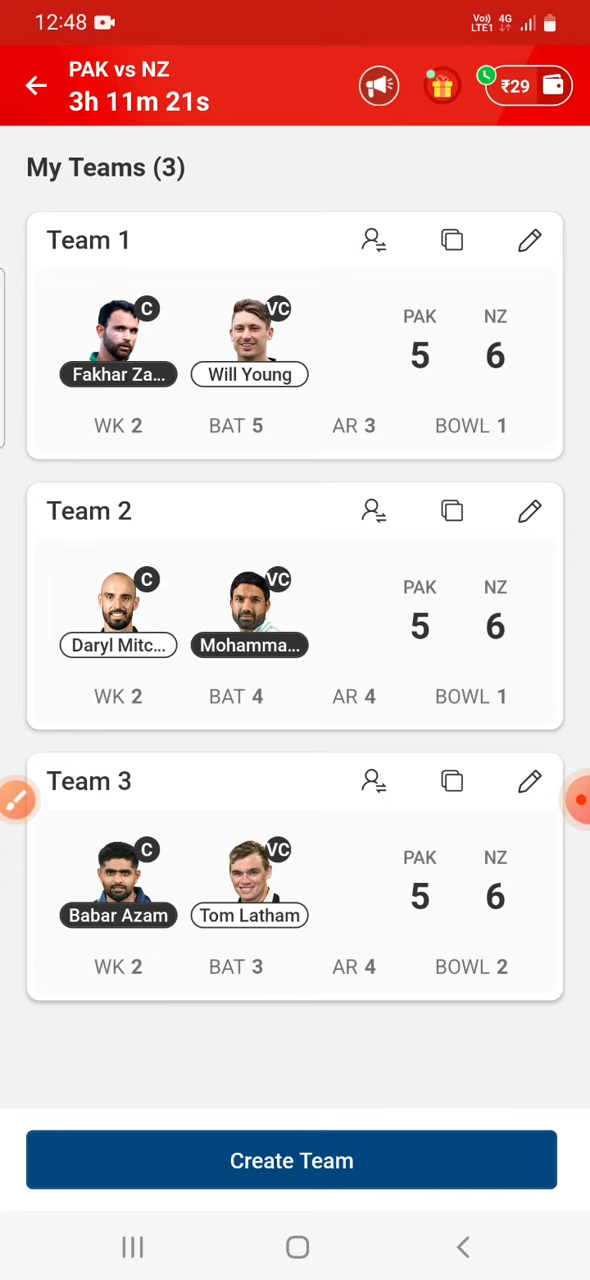 12:48
Vo)) 4G
LTE1
PAK vs NZ
3h 11m 21s
₹29
My Teams (3)
Team 1
C VC
Fakhar Za... Will Young
PAK NZ
5 6
WK 2 BAT 5 AR 3 BOWL 1
Team 2
C VC
Daryl Mitc... Mohamma...
PAK NZ
5 6
WK 2 BAT 4 AR 4 BOWL 1
Team 3
C VC
Babar Azam Tom Latham
PAK NZ
5 6
WK 2 BAT 3 AR 4 BOWL 2
Create Team